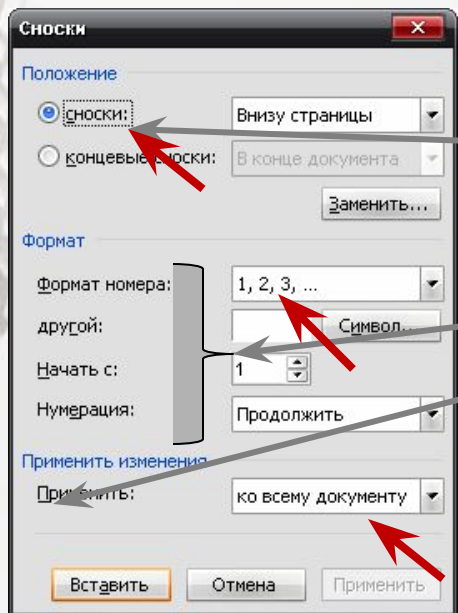 Сноски
Положение
сноски: Внизу страницы
концевые сноски: В конце документа
Заменить...
Формат
Формат номера: 1, 2, 3, ...
другой: Символ...
Начать с: 1
Нумерация: Продолжить
Применить изменения
Применить: ко всему документу
Вставить Отмена Применить